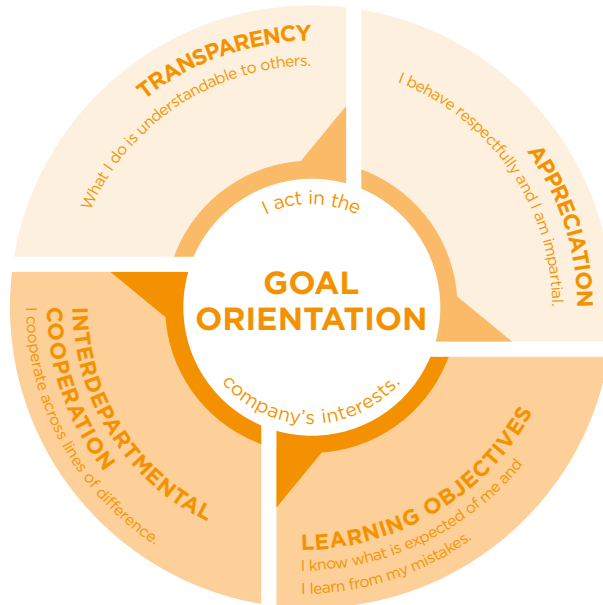 TRANSPARENCY
What I do is understandable to others.
APPRECIATION
I behave respectfully and I am impartial.
I act in the
GOAL
ORIENTATION
company's interests.
INTERDEPARTMENTAL
COOPERATION
I cooperate across lines of difference.
LEARNING OBJECTIVES
I know what is expected of me and
I learn from my mistakes.